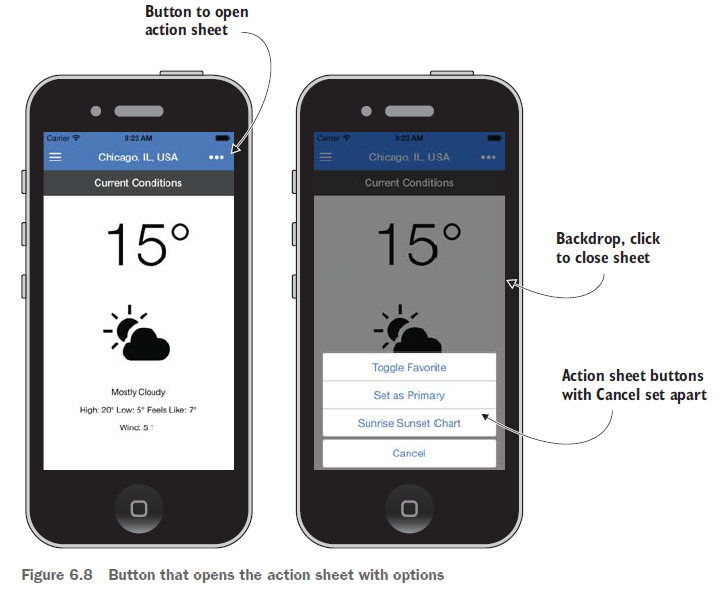 Button to open
action sheet
Carrier 9:23 AM
Chicago, IL, USA
Current Conditions
15°
Mostly Cloudy
High: 20° Low: 5° Feels Like: 7°
Wind: 5 ↑
Carrier 9:23 AM
Chicago, IL, USA
Current Conditions
15°
Toggle Favorite
Set as Primary
Sunrise Sunset Chart
Cancel
Backdrop, click
to close sheet
Action sheet buttons
with Cancel set apart
Figure 6.8 Button that opens the action sheet with options